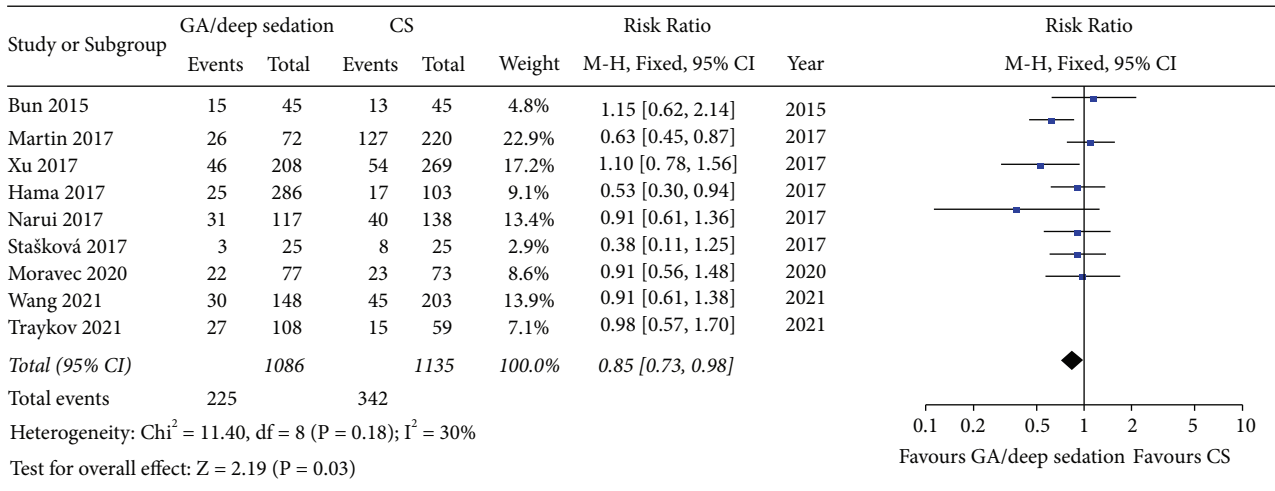 GA/deep sedation CS Risk Ratio Risk Ratio
Study or Subgroup Events Total Events Total Weight M-H, Fixed, 95% CI Year M-H, Fixed, 95% CI
Bun 2015 15 45 13 45 4.8% 1.15 [0.62, 2.14] 2015
Martin 2017 26 72 127 220 22.9% 0.63 [0.45, 0.87] 2017
Xu 2017 46 208 54 269 17.2% 1.10 [0.78, 1.56] 2017
Hama 2017 25 286 17 103 9.1% 0.53 [0.30, 0.94] 2017
Narui 2017 31 117 40 138 13.4% 0.91 [0.61, 1.36] 2017
Stašková 2017 3 25 8 25 2.9% 0.38 [0.11, 1.25] 2017
Moravec 2020 22 77 23 73 8.6% 0.91 [0.56, 1.48] 2020
Wang 2021 30 148 45 203 13.9% 0.91 [0.61, 1.38] 2021
Traykov 2021 27 108 15 59 7.1% 0.98 [0.57, 1.70] 2021
Total (95% CI) 1086 1135 100.0% 0.85 [0.73, 0.98]
Total events 225 342
Heterogeneity: Chi² = 11.40, df = 8 (P = 0.18); I² = 30%
Test for overall effect: Z = 2.19 (P = 0.03)
0.1 0.2 0.5 1 2 5 10
Favours GA/deep sedation Favours CS